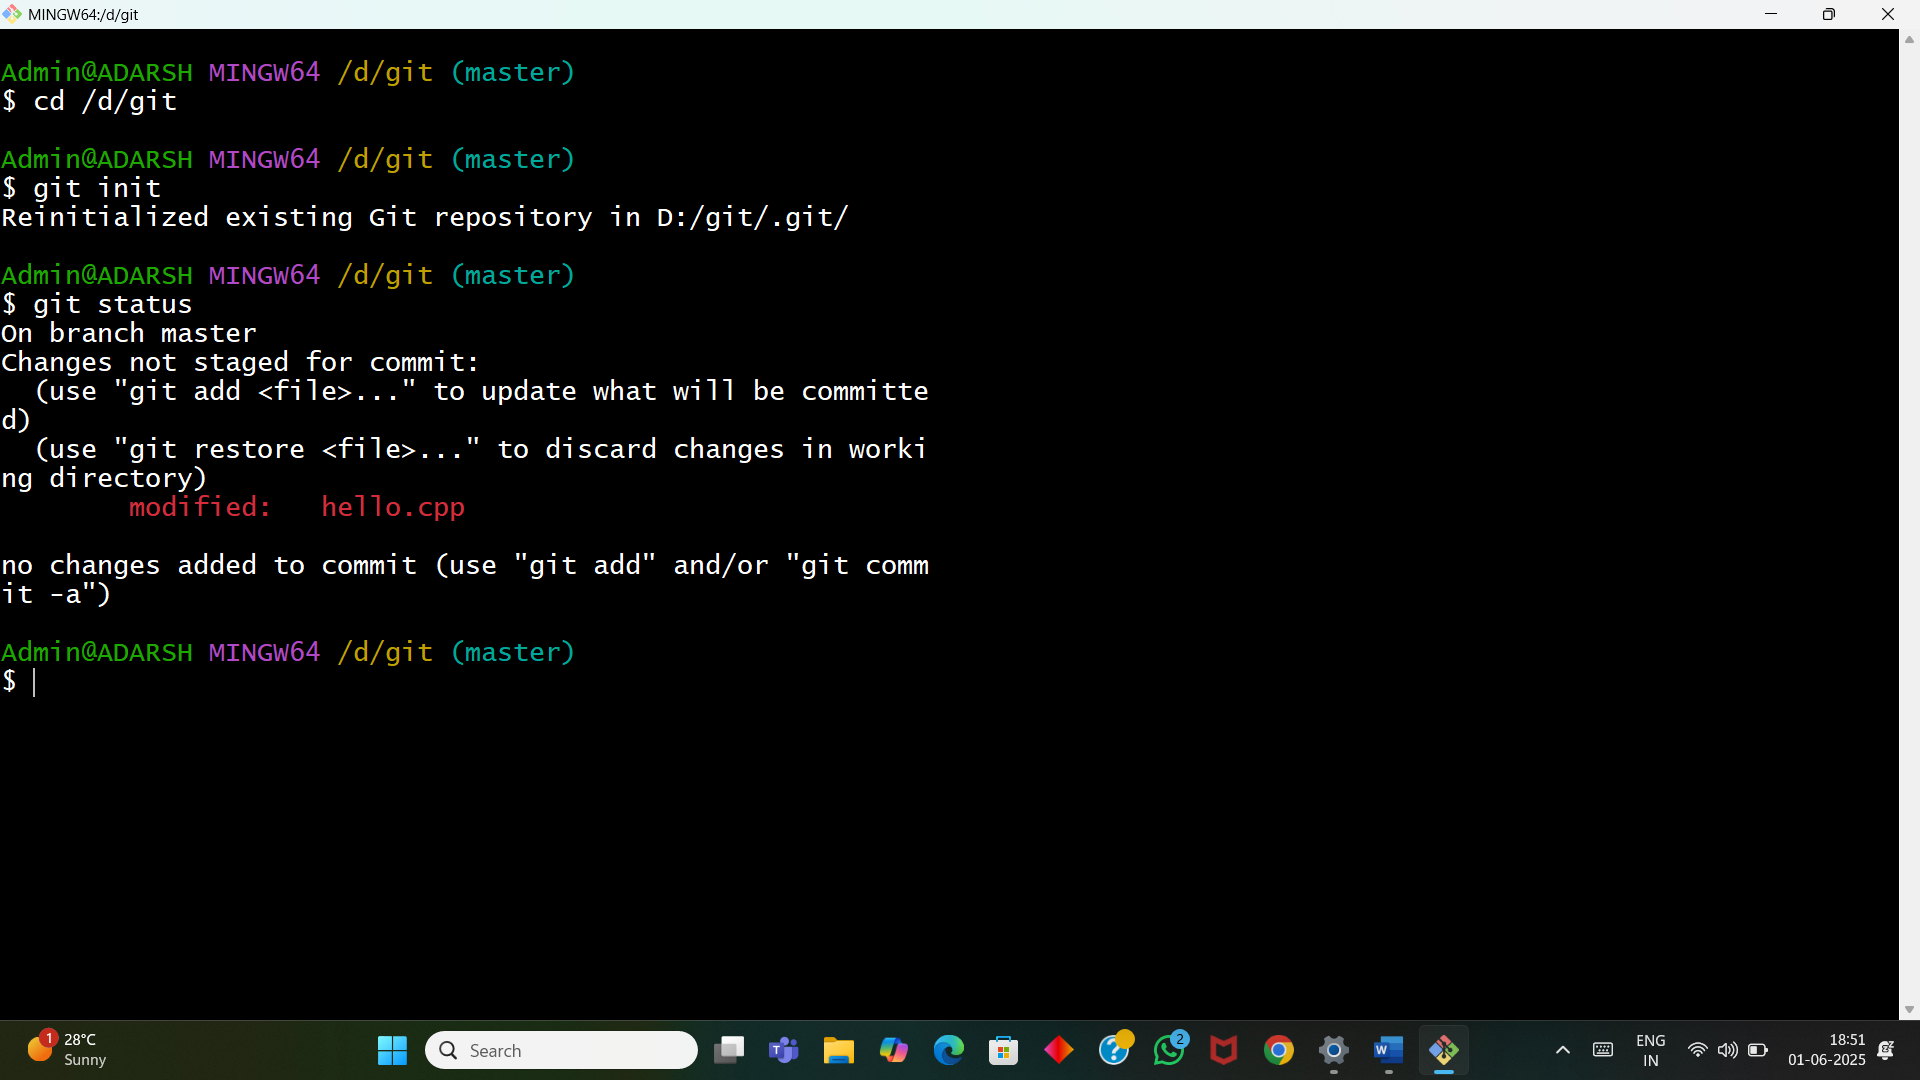 MINGW64:/d/git
Admin@ADARSH MINGW64 /d/git (master)
$ cd /d/git
Admin@ADARSH MINGW64 /d/git (master)
$ git init
Reinitialized existing Git repository in D:/git/.git/
Admin@ADARSH MINGW64 /d/git (master)
$ git status
On branch master
Changes not staged for commit:
  (use "git add <file>..." to update what will be committe
d)
  (use "git restore <file>..." to discard changes in worki
ng directory)
        modified:   hello.cpp
no changes added to commit (use "git add" and/or "git comm
it -a")
Admin@ADARSH MINGW64 /d/git (master)
$
1
28°C
Sunny
Search
T
2
W
ENG
IN
18:51
01-06-2025